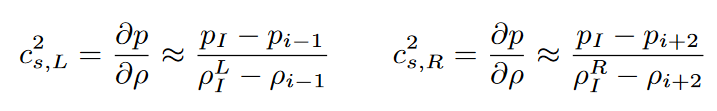 $c_{s,L}^2 = \frac{\partial p}{\partial \rho} \approx \frac{p_I - p_{i-1}}{\rho_I^L - \rho_{i-1}} \qquad c_{s,R}^2 = \frac{\partial p}{\partial \rho} \approx \frac{p_I - p_{i+2}}{\rho_I^R - \rho_{i+2}}$